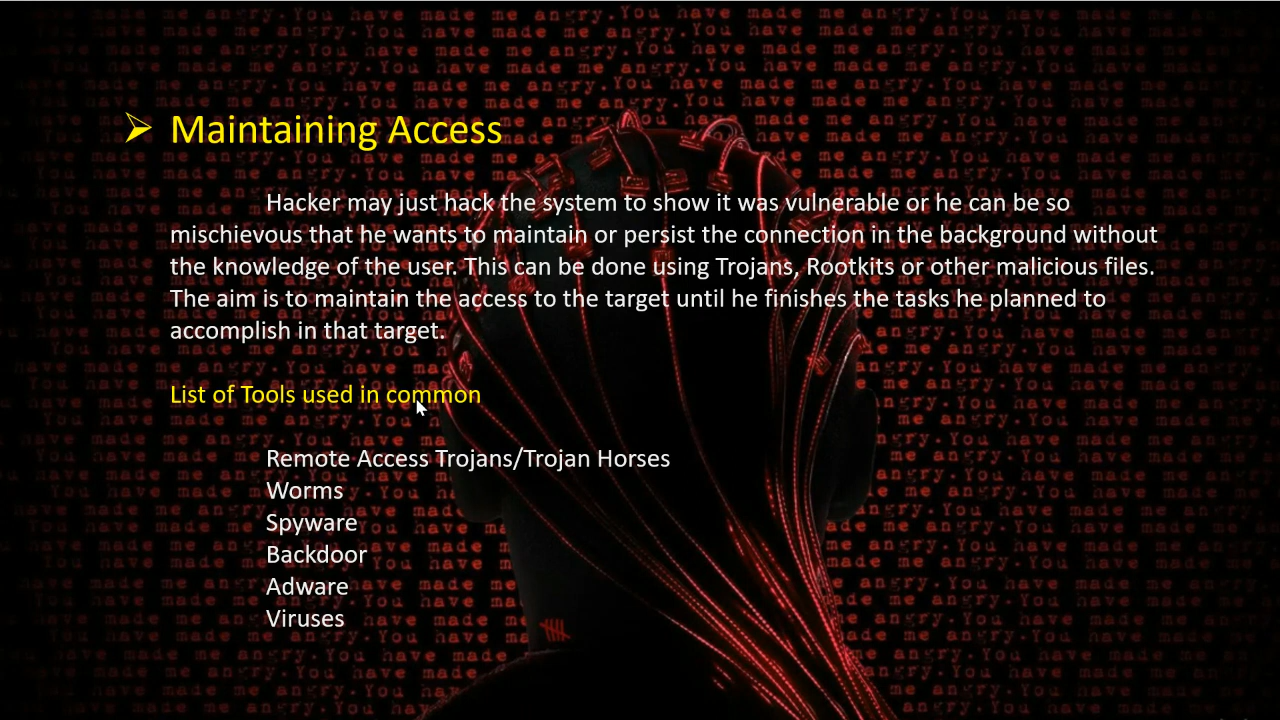 Maintaining Access
Hacker may just hack the system to show it was vulnerable or he can be so
mischievous that he wants to maintain or persist the connection in the background without
the knowledge of the user. This can be done using Trojans, Rootkits or other malicious files.
The aim is to maintain the access to the target until he finishes the tasks he planned to
accomplish in that target.
List of Tools used in common
Remote Access Trojans/Trojan Horses
Worms
Spyware
Backdoor
Adware
Viruses